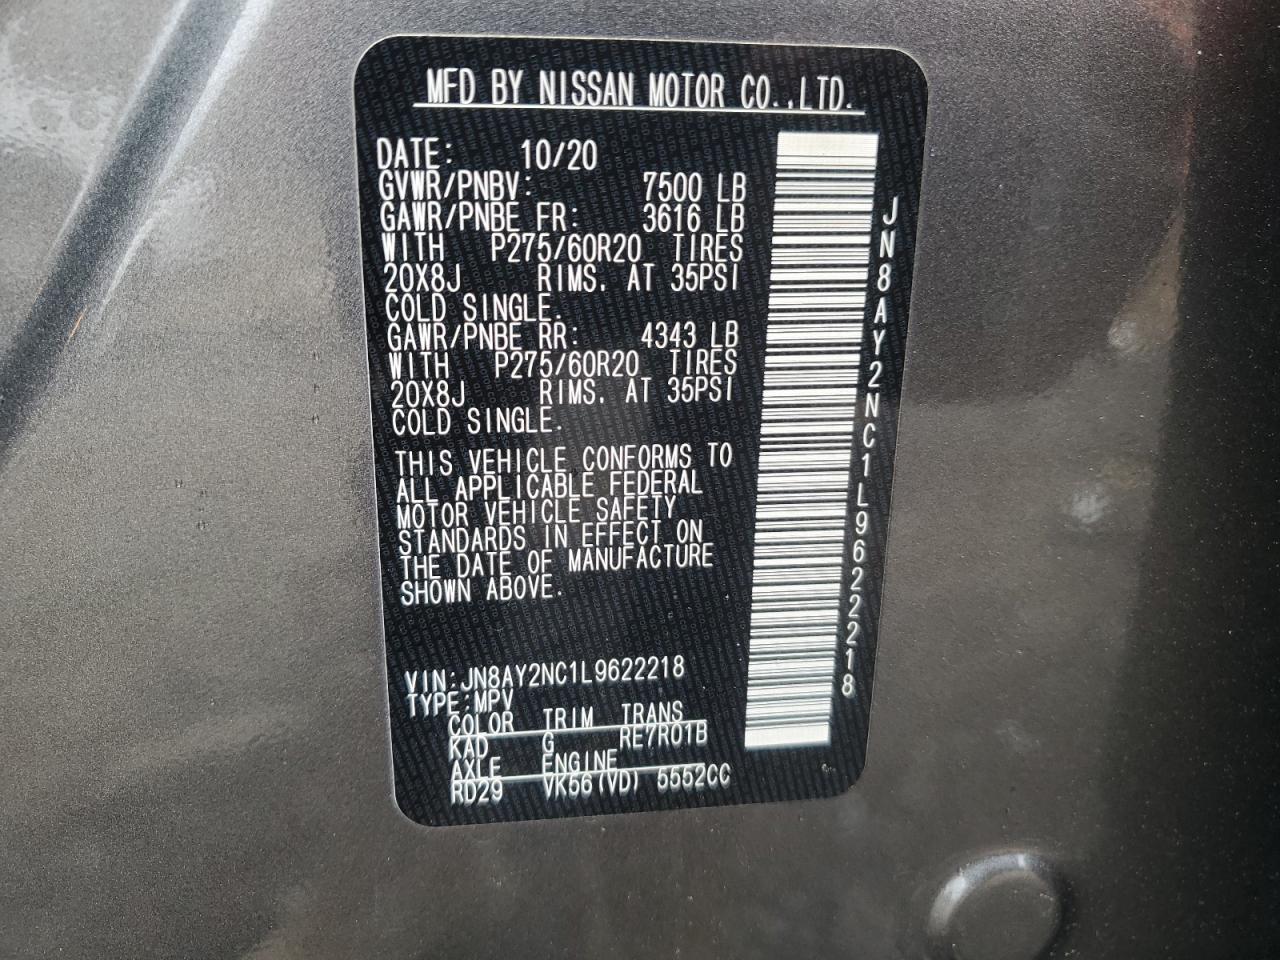 MFD BY NISSAN MOTOR CO.,LTD.
DATE: 10/20
GVWR/PNBV: 7500 LB
GAWR/PNBE FR: 3616 LB
WITH P275/60R20 TIRES
20X8J RIMS. AT 35PSI
COLD SINGLE.
GAWR/PNBE RR: 4343 LB
WITH P275/60R20 TIRES
20X8J RIMS. AT 35PSI
COLD SINGLE.
THIS VEHICLE CONFORMS TO
ALL APPLICABLE FEDERAL
MOTOR VEHICLE SAFETY
STANDARDS IN EFFECT ON
THE DATE OF MANUFACTURE
SHOWN ABOVE.
VIN:JN8AY2NC1L9622218
TYPE:MPV
COLOR TRIM TRANS
KAD G RE7R01B
AXLE ENGINE
RD29 VK56(VD) 5552CC
JN8AY2NC1L9622218